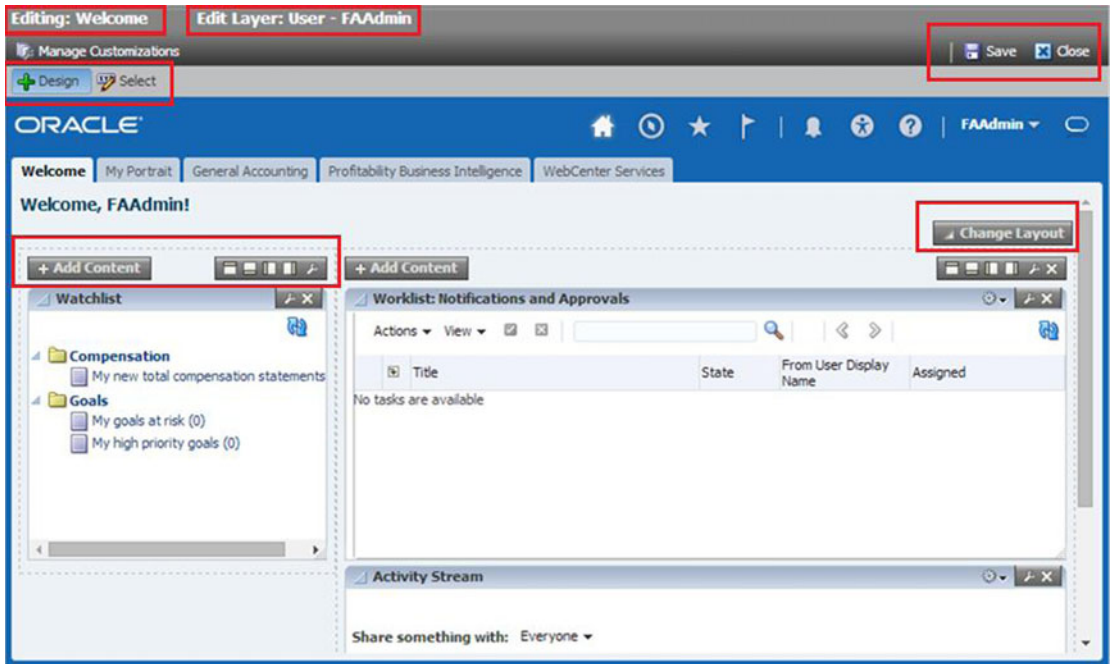 Editing: Welcome Edit Layer: User - FAAdmin
Manage Customizations Save Close
Design Select
ORACLE FAAdmin
Welcome My Portrait General Accounting Profitability Business Intelligence WebCenter Services
Welcome, FAAdmin!
Change Layout
+ Add Content + Add Content
Watchlist Worklist: Notifications and Approvals
Actions View
Compensation
My new total compensation statements
Title State From User Display Name Assigned
No tasks are available
Goals
My goals at risk (0)
My high priority goals (0)
Activity Stream
Share something with: Everyone